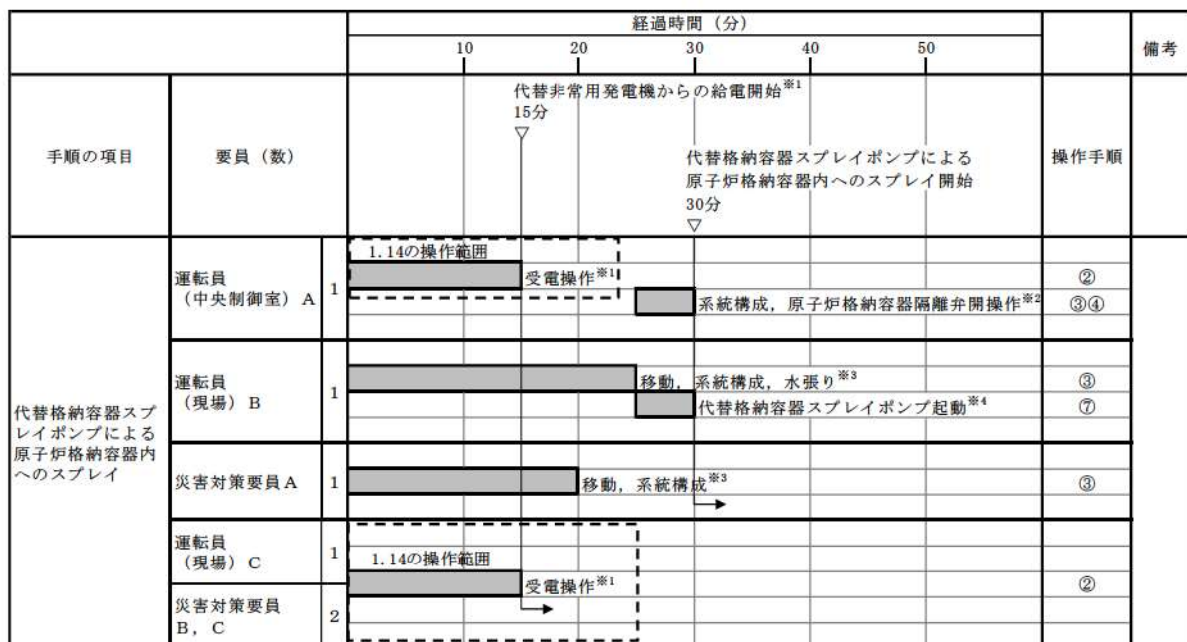 経過時間（分）
10 20 30 40 50
備考
手順の項目
要員（数）
代替非常用発電機からの給電開始※1
15分
▽
代替格納容器スプレイポンプによる
原子炉格納容器内へのスプレイ開始
30分
▽
操作手順
代替格納容器スプ
レイポンプによる
原子炉格納容器内
へのスプレイ
運転員
（中央制御室）A
1
1.14の操作範囲
受電操作※1
②
系統構成，原子炉格納容器隔離弁開操作※2
③④
運転員
（現場）B
1
移動，系統構成，水張り※3
③
代替格納容器スプレイポンプ起動※4
⑦
災害対策要員A
1
移動，系統構成※3
③
運転員
（現場）C
1
1.14の操作範囲
受電操作※1
②
災害対策要員
B，C
2